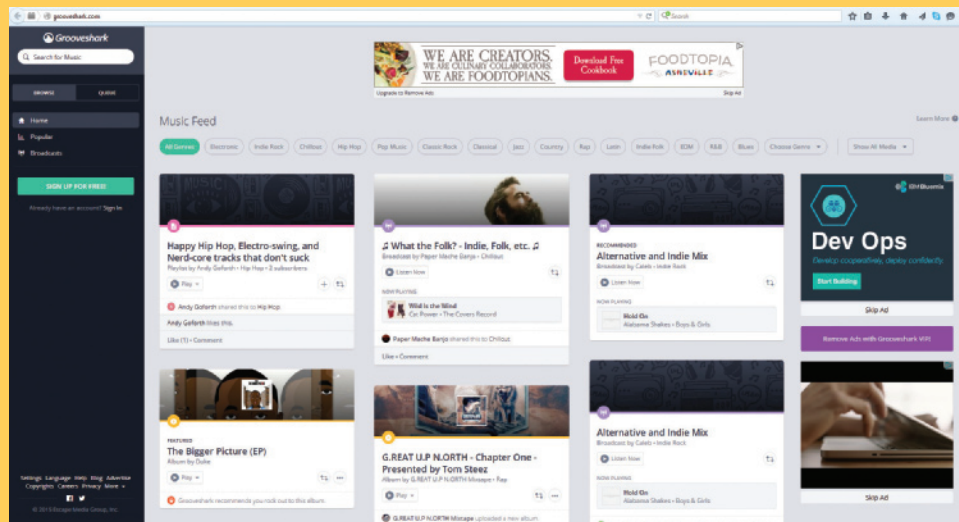 grooveshark.com
Search
Grooveshark
Search for Music
BROWSE
QUEUE
Home
Popular
Broadcasts
SIGN UP FOR FREE!
Already have an account? Sign In
Settings Language Help Blog Advertise
Copyrights Careers Privacy More
© 2015 Escape Media Group, Inc.
WE ARE CREATORS.
WE ARE CULINARY COLLABORATORS.
WE ARE FOODTOPIANS.
Download Free
Cookbook
FOODTOPIA
ASHEVILLE
Upgrade to Remove Ads
Skip Ad
Music Feed
Learn More
All Genres
Electronic
Indie Rock
Chillout
Hip Hop
Pop Music
Classic Rock
Classical
Jazz
Country
Rap
Latin
Indie Folk
EDM
R&B
Blues
Choose Genre
Show All Media
Happy Hip Hop, Electro-swing, and
Nerd-core tracks that don't suck
Playlist by Andy Goforth • Hip Hop • 2 subscribers
Play
Andy Goforth shared this to Hip Hop.
Andy Goforth likes this.
Like (1) • Comment
FEATURED
The Bigger Picture (EP)
Album by Duke
Play
Grooveshark recommends you rock out to this album.
♫ What the Folk? - Indie, Folk, etc. ♫
Broadcast by Paper Mache Banjo • Chillout
Listen Now
NOW PLAYING
Wild Is the Wind
Cat Power • The Covers Record
Paper Mache Banjo shared this to Chillout.
Like • Comment
G.REAT U.P N.ORTH - Chapter One -
Presented by Tom Steez
Album by G.REAT U.P N.ORTH Mixtape • Rap
Play
G.REAT U.P N.ORTH Mixtape uploaded a new album.
RECOMMENDED
Alternative and Indie Mix
Broadcast by Caleb • Indie Rock
Listen Now
NOW PLAYING
Hold On
Alabama Shakes • Boys & Girls
Alternative and Indie Mix
Broadcast by Caleb • Indie Rock
Listen Now
NOW PLAYING
Hold On
Alabama Shakes • Boys & Girls
IBM Bluemix
Dev Ops
Develop cooperatively, deploy confidently.
Start Building
Skip Ad
Remove Ads with Grooveshark VIP!
Skip Ad